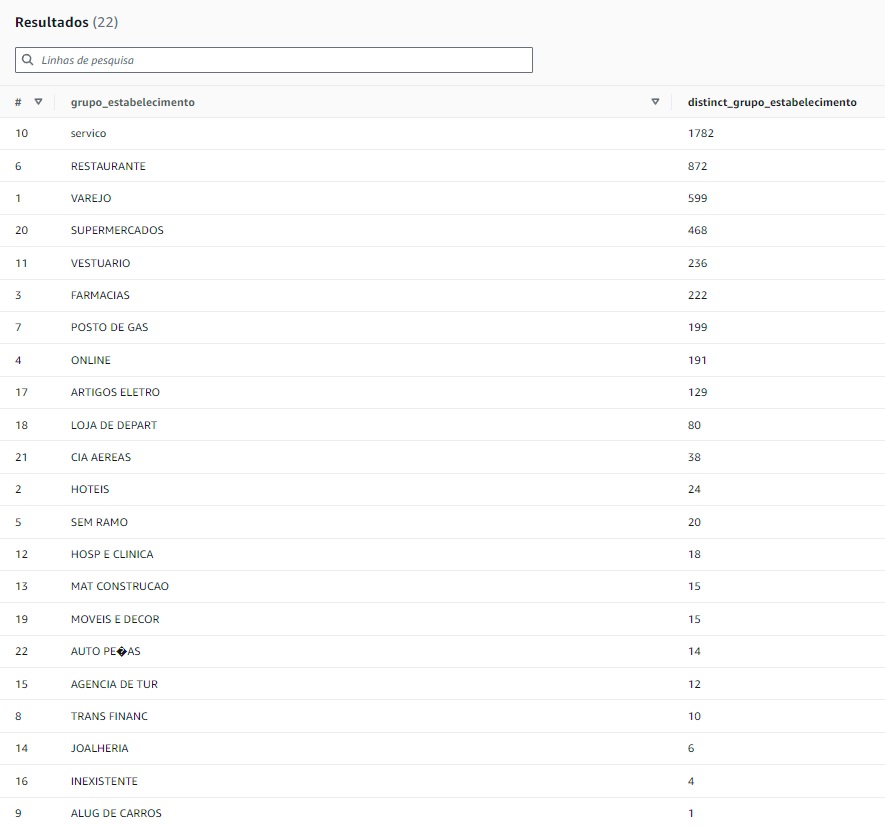 Resultados (22)
Linhas de pesquisa
# grupo_estabelecimento distinct_grupo_estabelecimento
10 servico 1782
6 RESTAURANTE 872
1 VAREJO 599
20 SUPERMERCADOS 468
11 VESTUARIO 236
3 FARMACIAS 222
7 POSTO DE GAS 199
4 ONLINE 191
17 ARTIGOS ELETRO 129
18 LOJA DE DEPART 80
21 CIA AEREAS 38
2 HOTEIS 24
5 SEM RAMO 20
12 HOSP E CLINICA 18
13 MAT CONSTRUCAO 15
19 MOVEIS E DECOR 15
22 AUTO PE�AS 14
15 AGENCIA DE TUR 12
8 TRANS FINANC 10
14 JOALHERIA 6
16 INEXISTENTE 4
9 ALUG DE CARROS 1